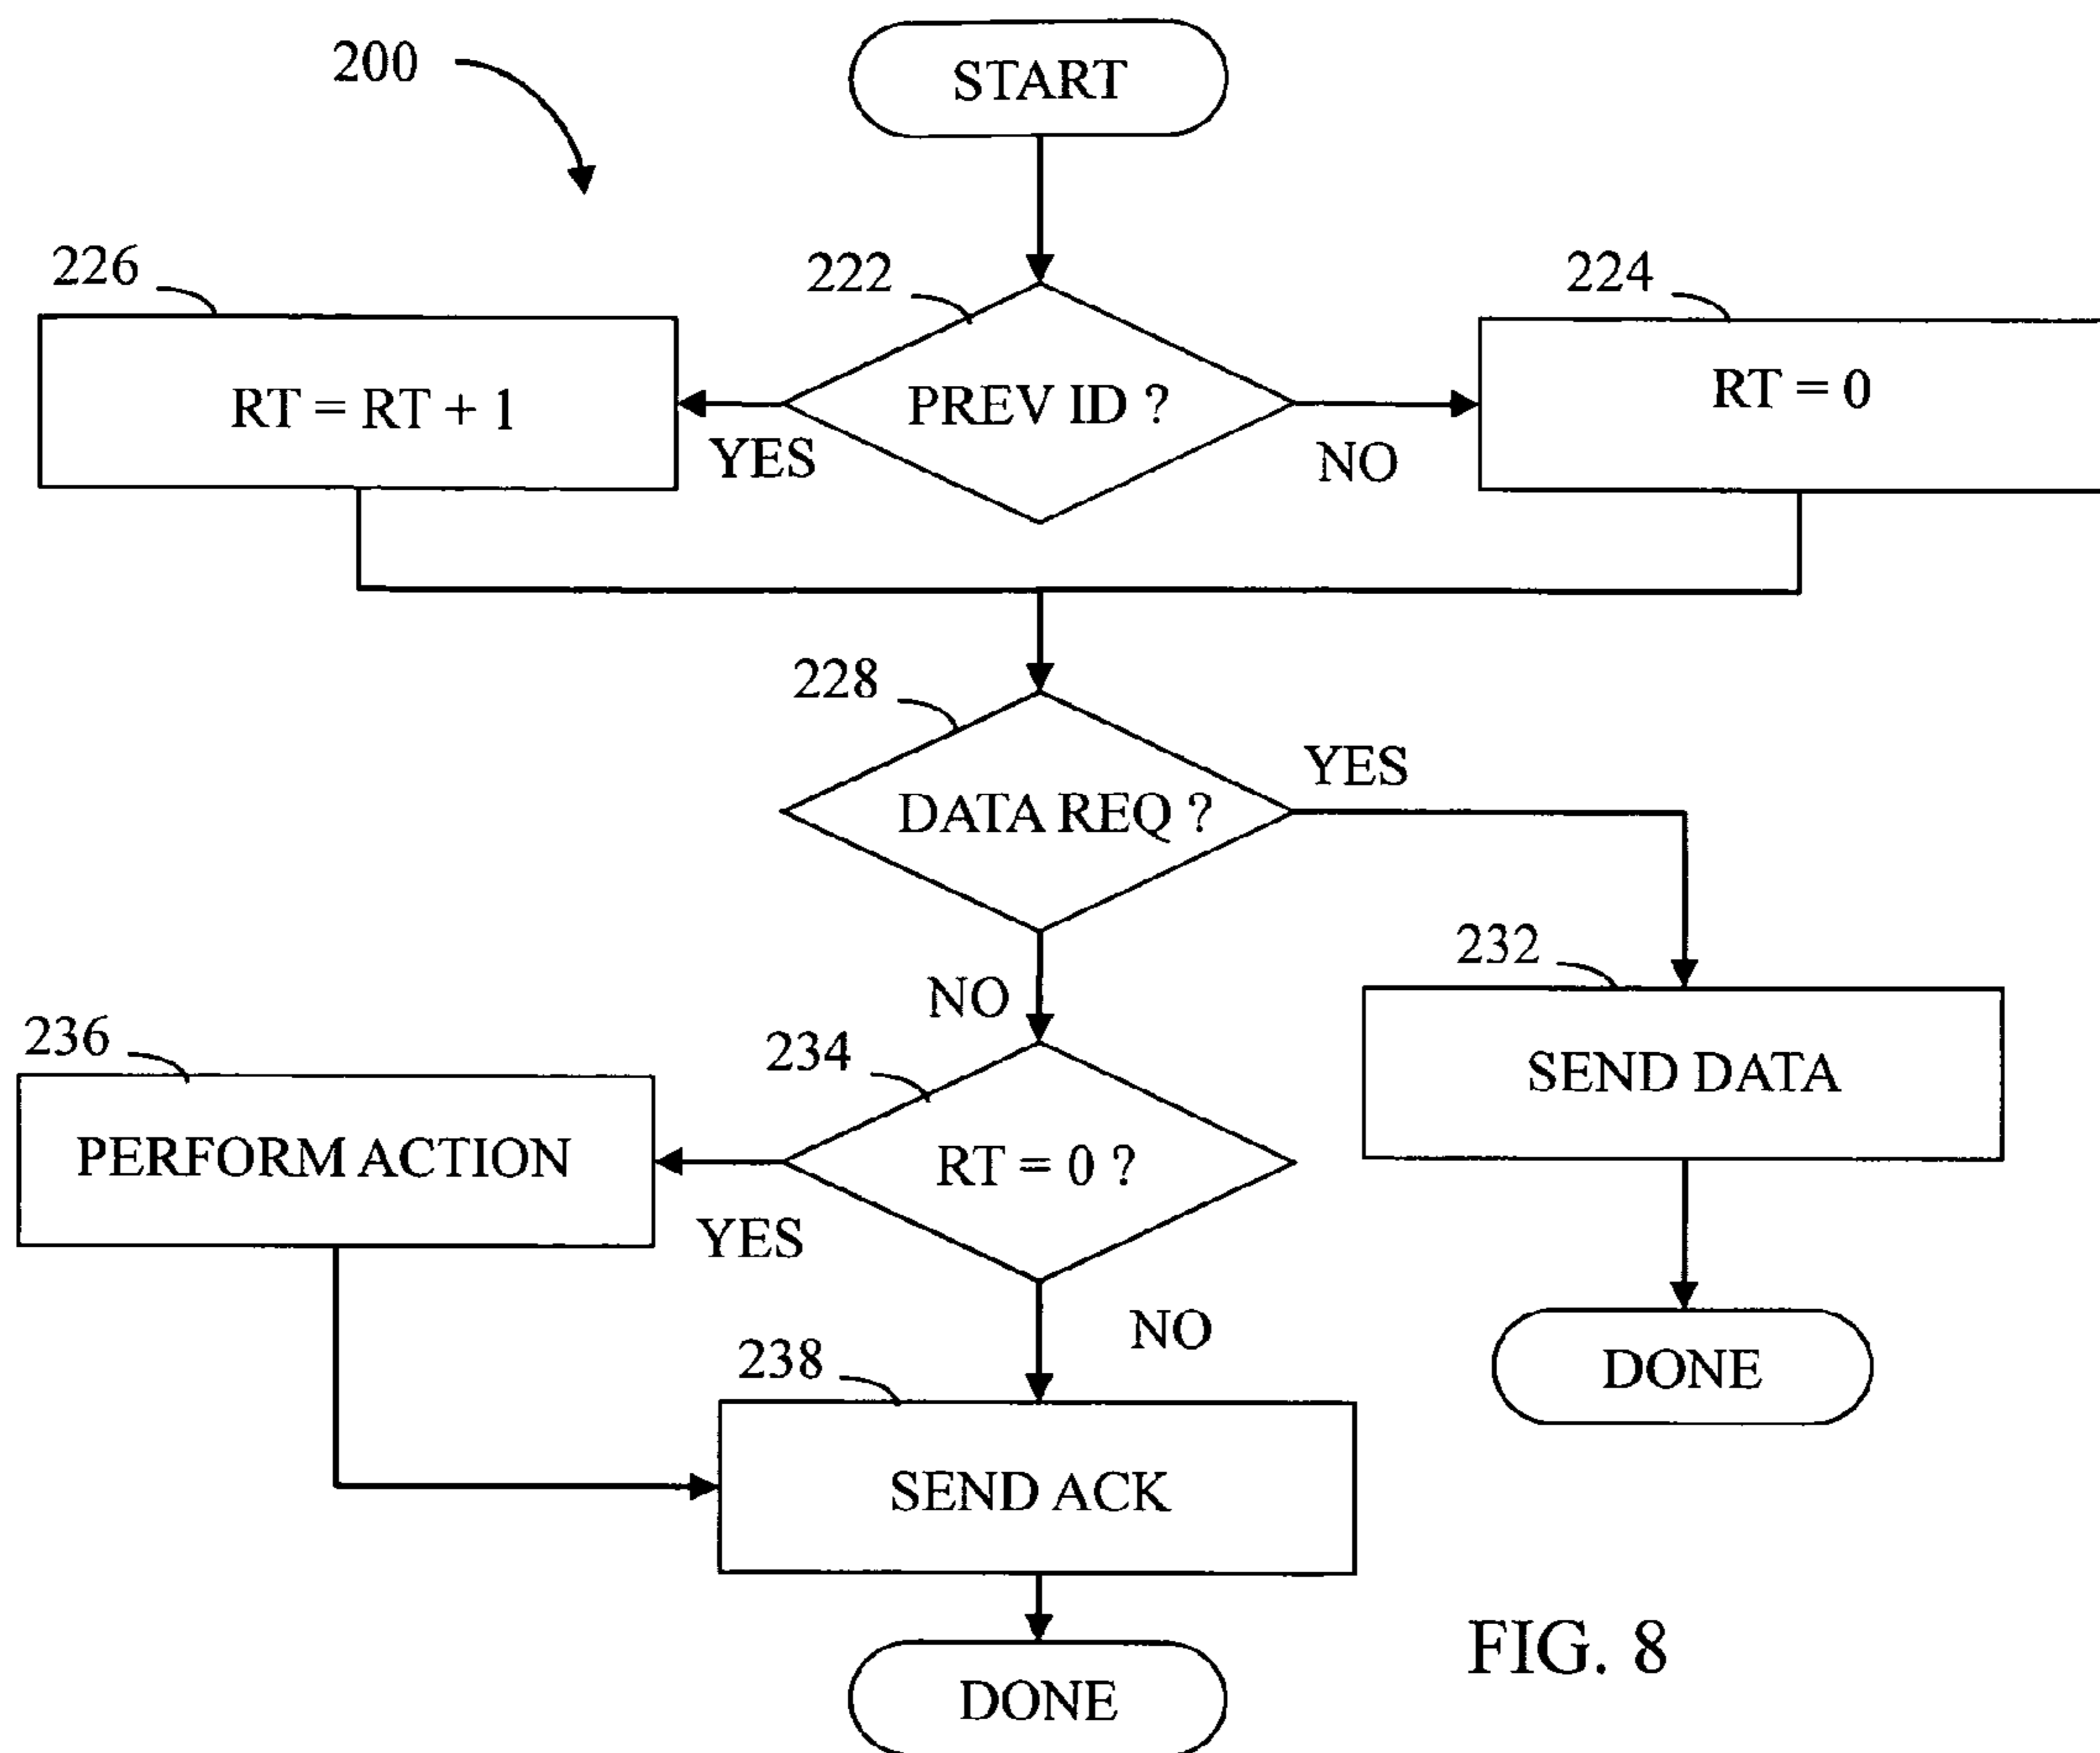 200
START
226
222
224
RT = RT + 1
PREV ID ?
RT = 0
YES
NO
228
DATA REQ ?
YES
NO
232
SEND DATA
236
234
PERFORM ACTION
RT = 0 ?
YES
NO
238
SEND ACK
DONE
DONE
FIG. 8